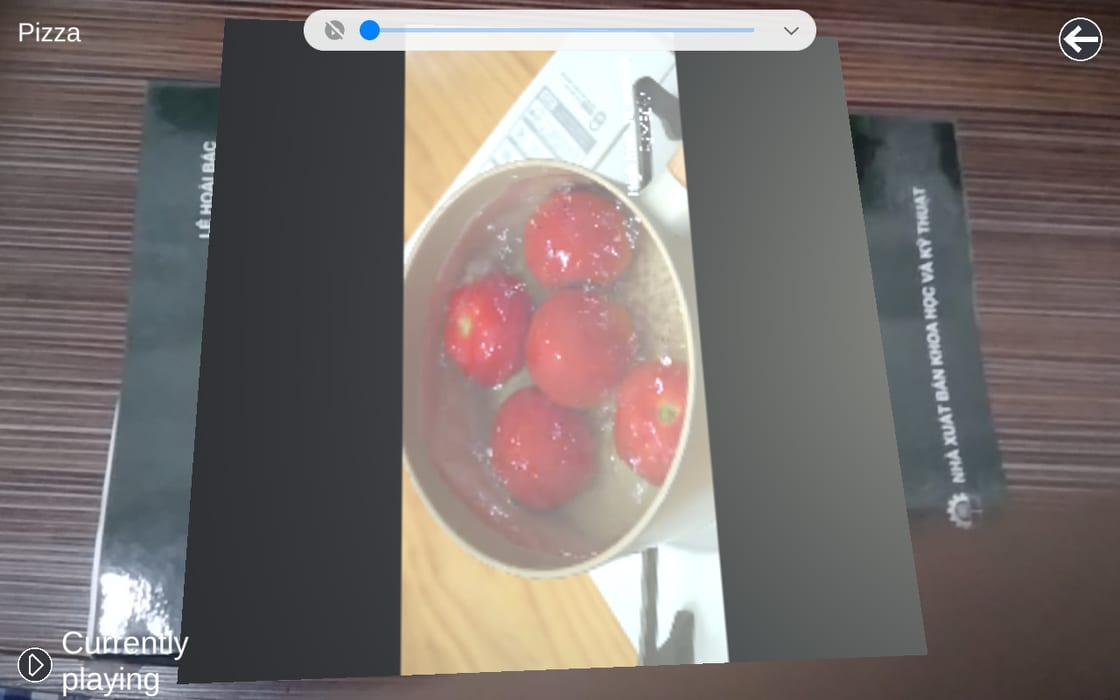 Pizza
LÊ HOÀI BẮC
NHÀ XUẤT BẢN KHOA HỌC VÀ KỸ THUẬT
Currently
playing